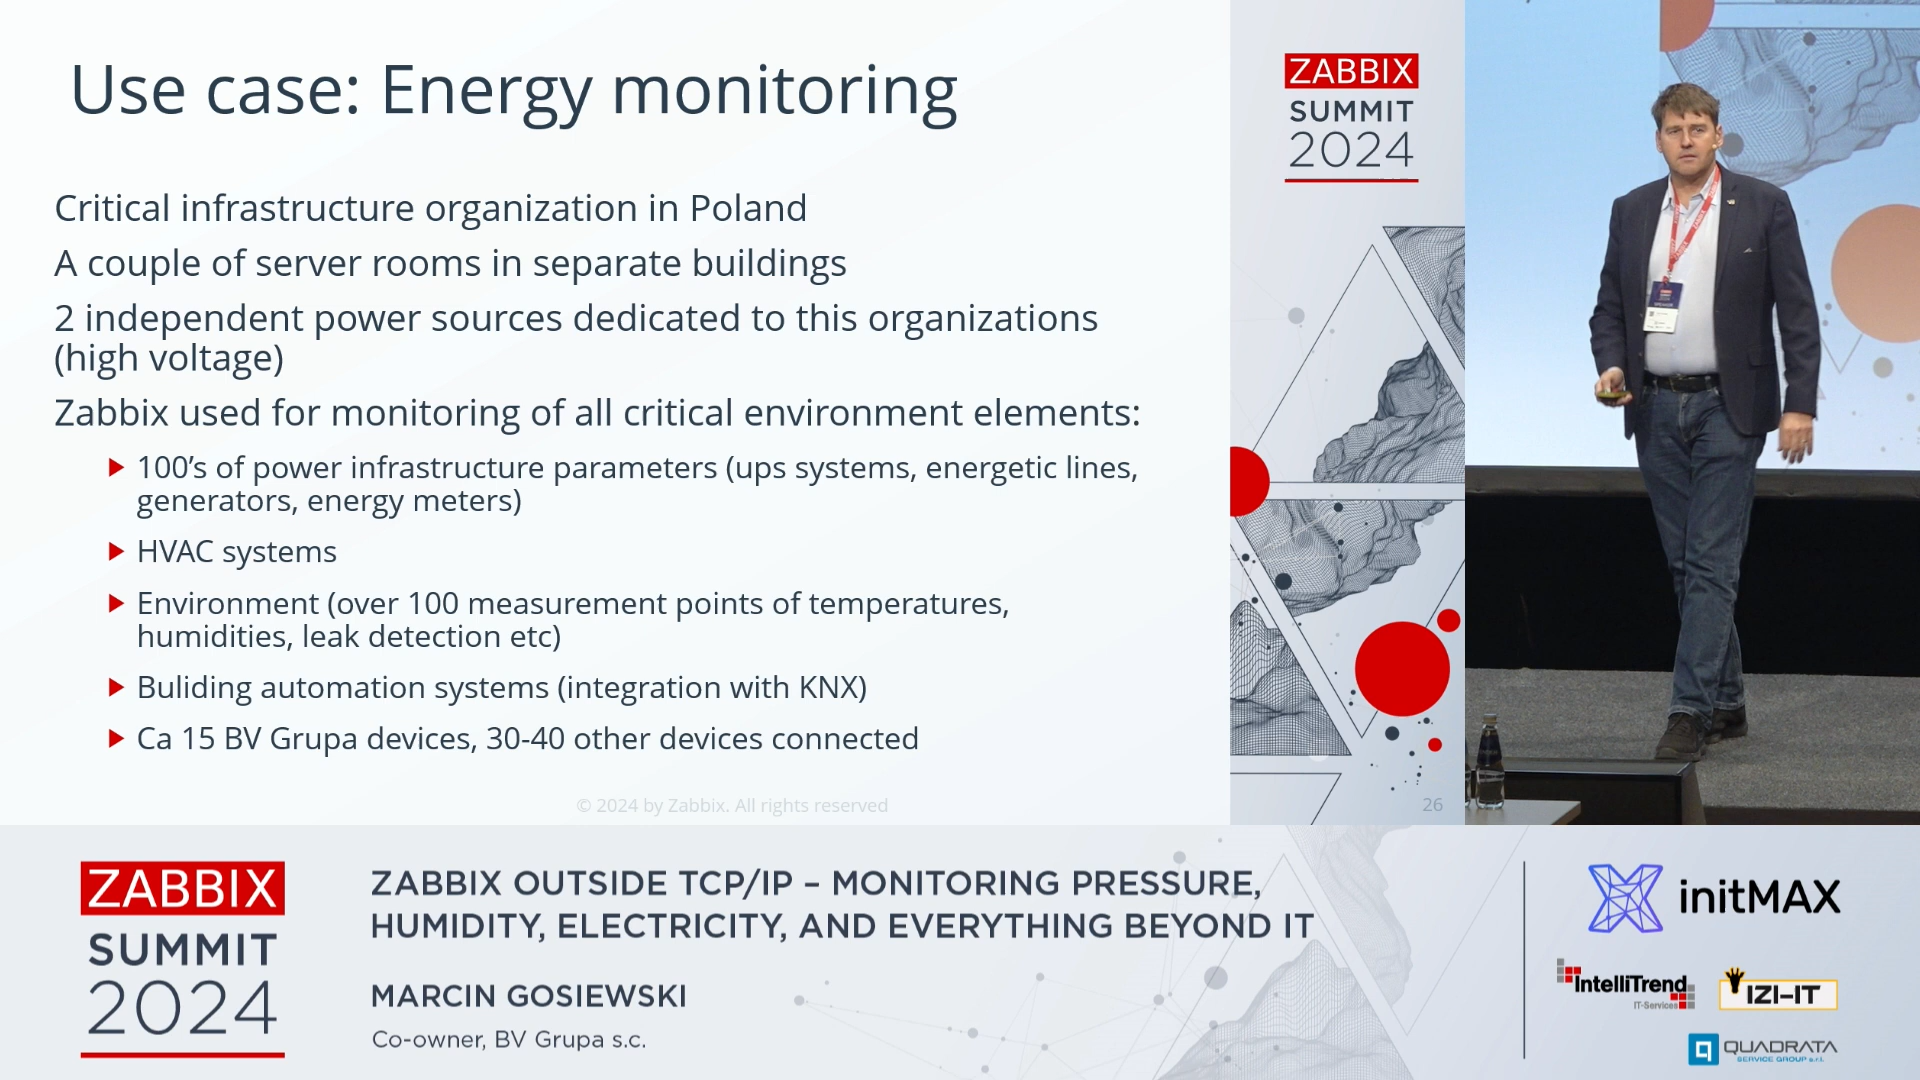 Use case: Energy monitoring
Critical infrastructure organization in Poland
A couple of server rooms in separate buildings
2 independent power sources dedicated to this organizations
(high voltage)
Zabbix used for monitoring of all critical environment elements:
100’s of power infrastructure parameters (ups systems, energetic lines,
generators, energy meters)
HVAC systems
Environment (over 100 measurement points of temperatures,
humidities, leak detection etc)
Buliding automation systems (integration with KNX)
Ca 15 BV Grupa devices, 30-40 other devices connected
© 2024 by Zabbix. All rights reserved
26
ZABBIX
SUMMIT
2024
ZABBIX
SUMMIT
2024
ZABBIX OUTSIDE TCP/IP – MONITORING PRESSURE,
HUMIDITY, ELECTRICITY, AND EVERYTHING BEYOND IT
MARCIN GOSIEWSKI
Co-owner, BV Grupa s.c.
initMAX
IntelliTrend
IT-Services
IZI-IT
QUADRATA
SERVICE GROUP s.r.l.